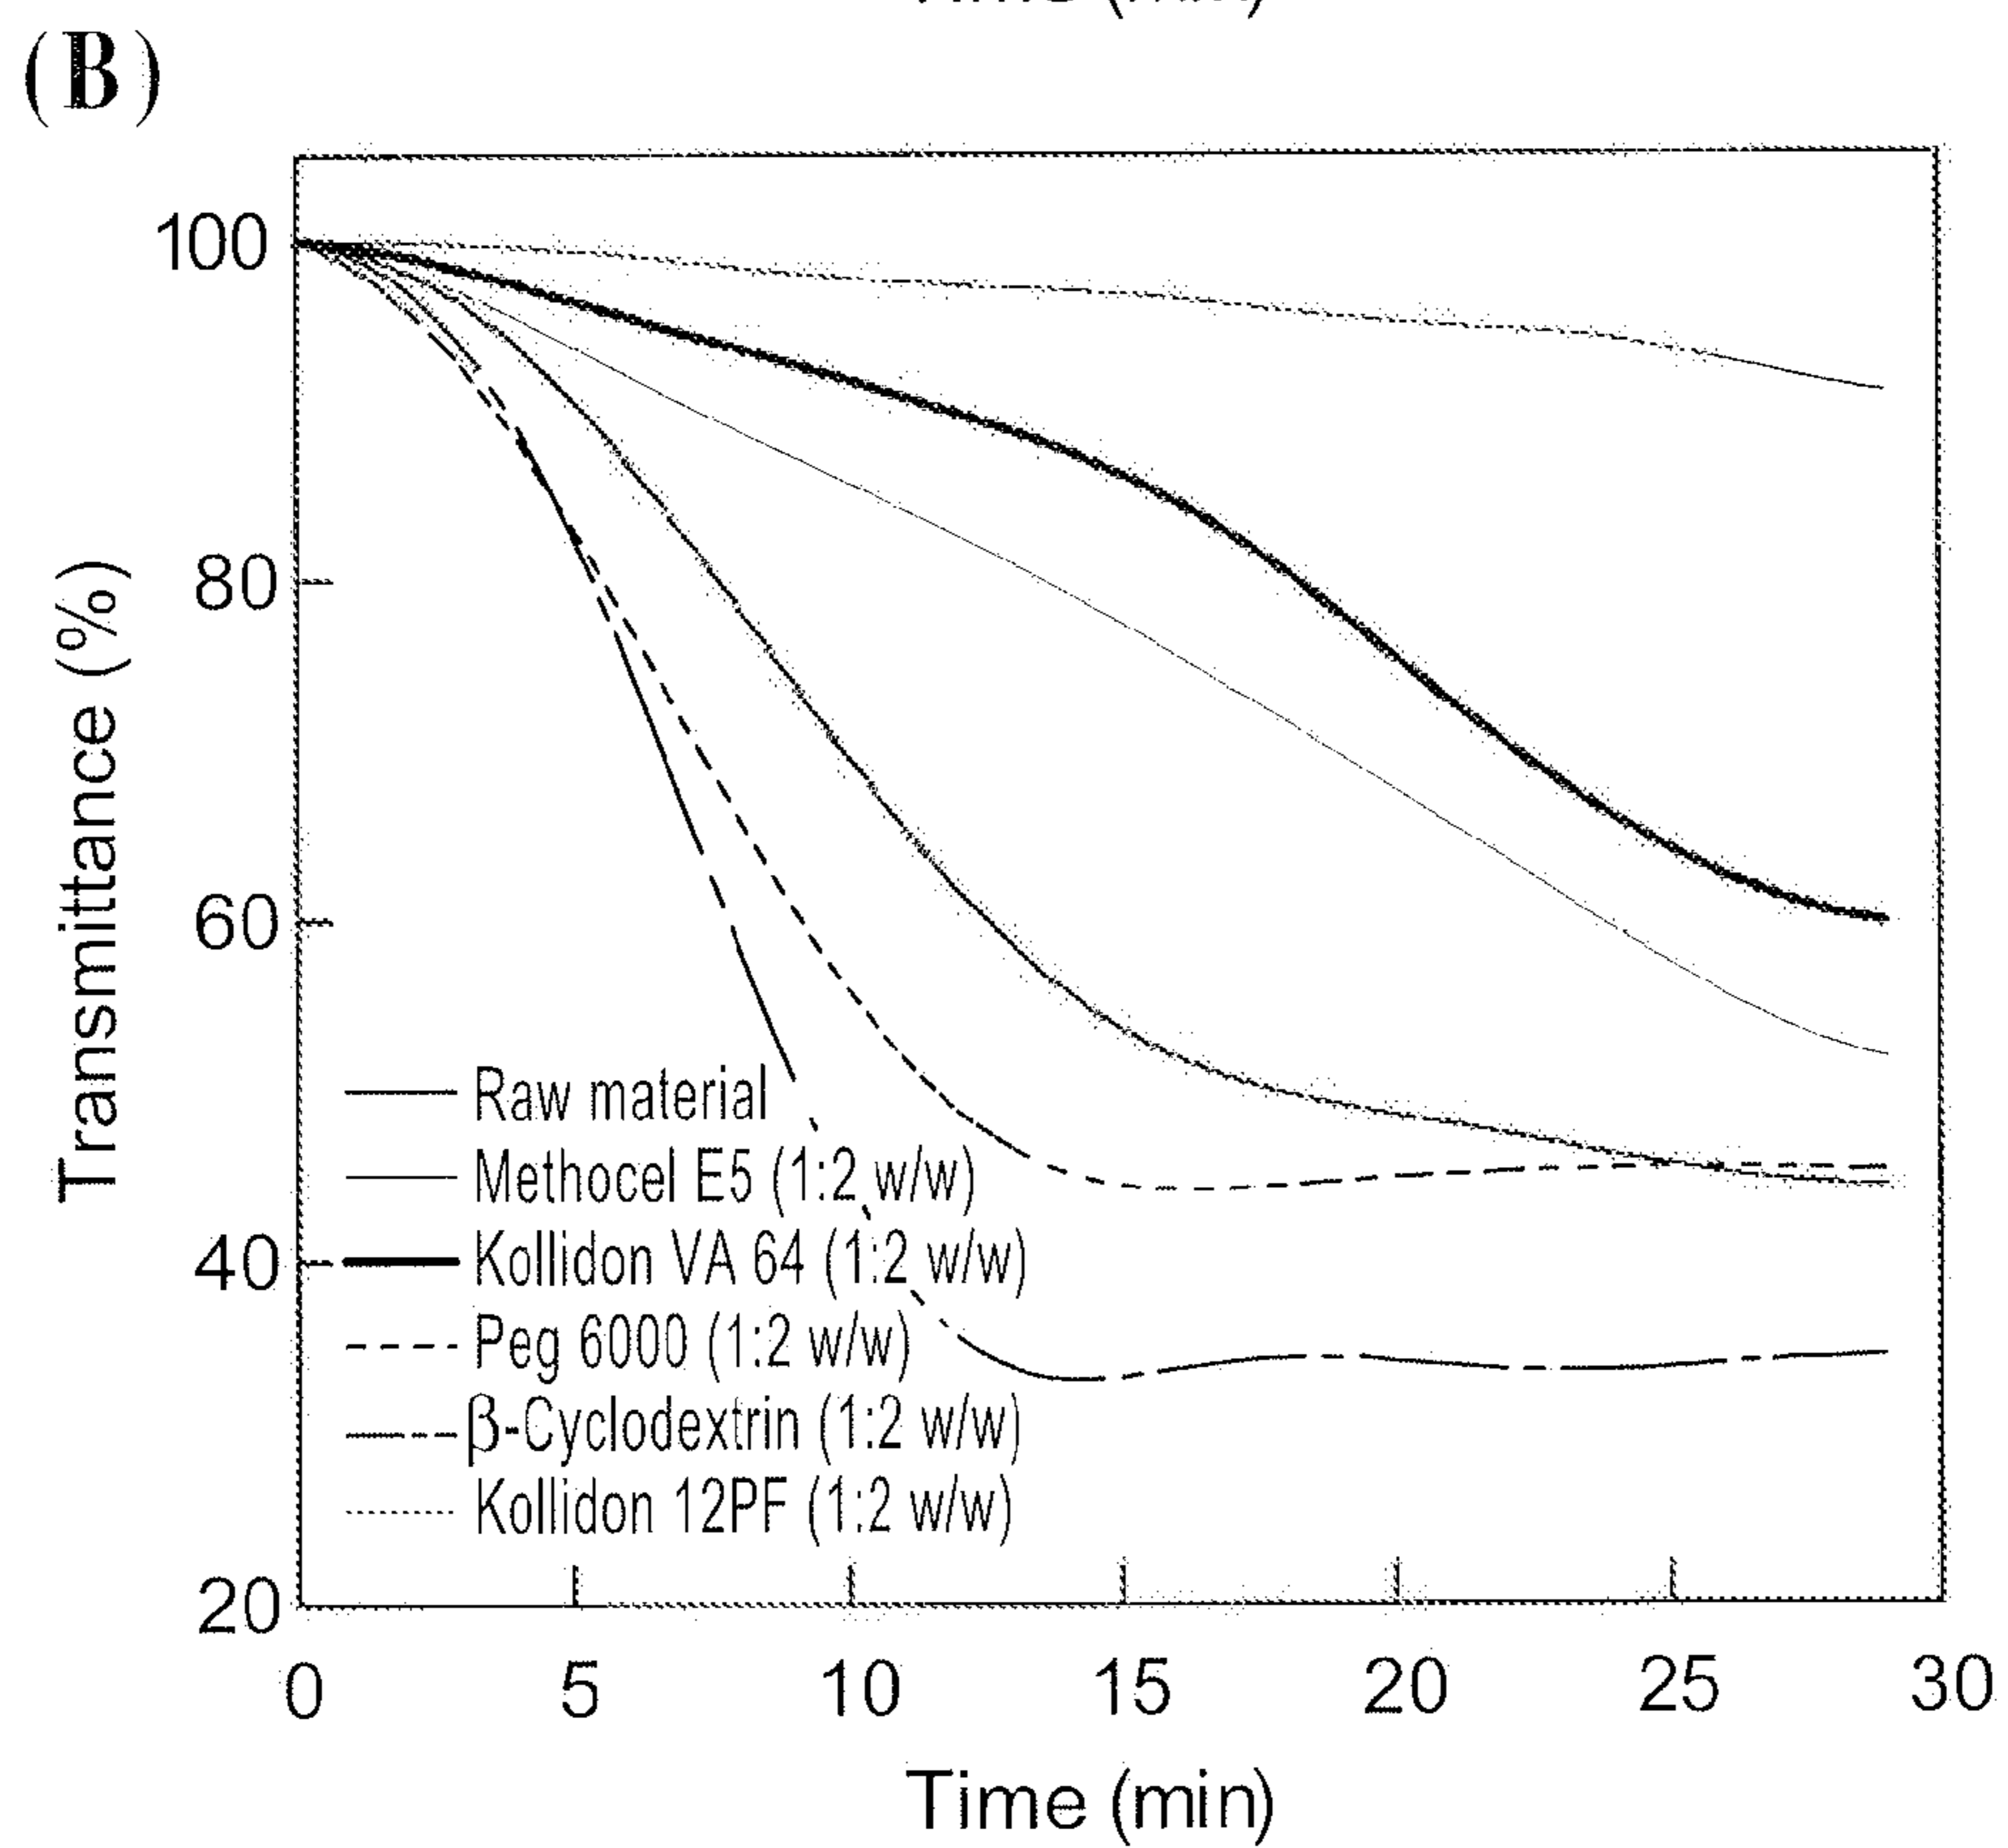 (B)
100
80
60
40
20
Transmittance (%)
Raw material
Methocel E5 (1:2 w/w)
Kollidon VA 64 (1:2 w/w)
Peg 6000 (1:2 w/w)
β-Cyclodextrin (1:2 w/w)
Kollidon 12PF (1:2 w/w)
0 5 10 15 20 25 30
Time (min)